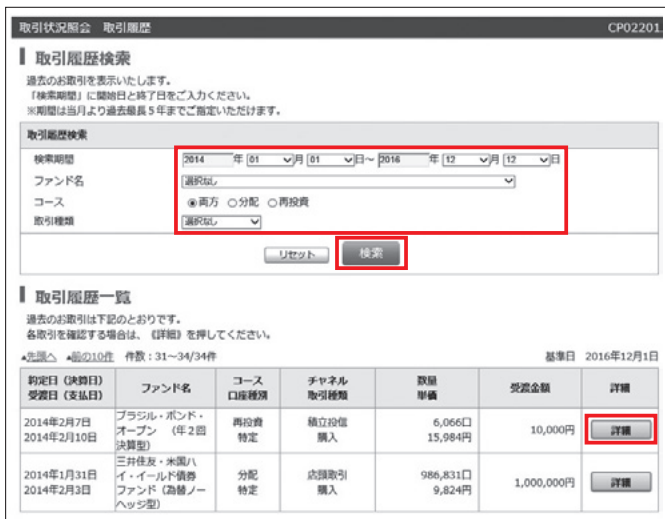 取引状況照会 取引履歴 CP02201
取引履歴検索
過去のお取引を表示いたします。
「検索期間」に開始日と終了日をご入力ください。
※期間は当月より過去最長5年までご指定いただけます。
取引履歴検索
検索期間 2014 年 01 月 01 日～ 2016 年 12 月 12 日
ファンド名 選択なし
コース 両方 分配 再投資
取引種類 選択なし
リセット 検索
取引履歴一覧
過去のお取引は下記のとおりです。
各取引を確認する場合は、《詳細》を押してください。
▲先頭へ ▲前の10件 件数：31～34/34件 基準日 2016年12月1日
約定日（決算日） ファンド名 コース チャネル 数量 受渡金額 詳細
受渡日（支払日） 口座種別 取引種類 単価
2014年2月7日 ブラジル・ボンド・ 再投資 積立投信 6,066口 10,000円 詳細
2014年2月10日 オープン （年2回 特定 購入 15,984円
決算型）
2014年1月31日 三井住友・米国ハ 分配 店頭取引 986,831口 1,000,000円 詳細
2014年2月3日 イ・イールド債券 特定 購入 9,824円
ファンド（為替ノー
ヘッジ型）